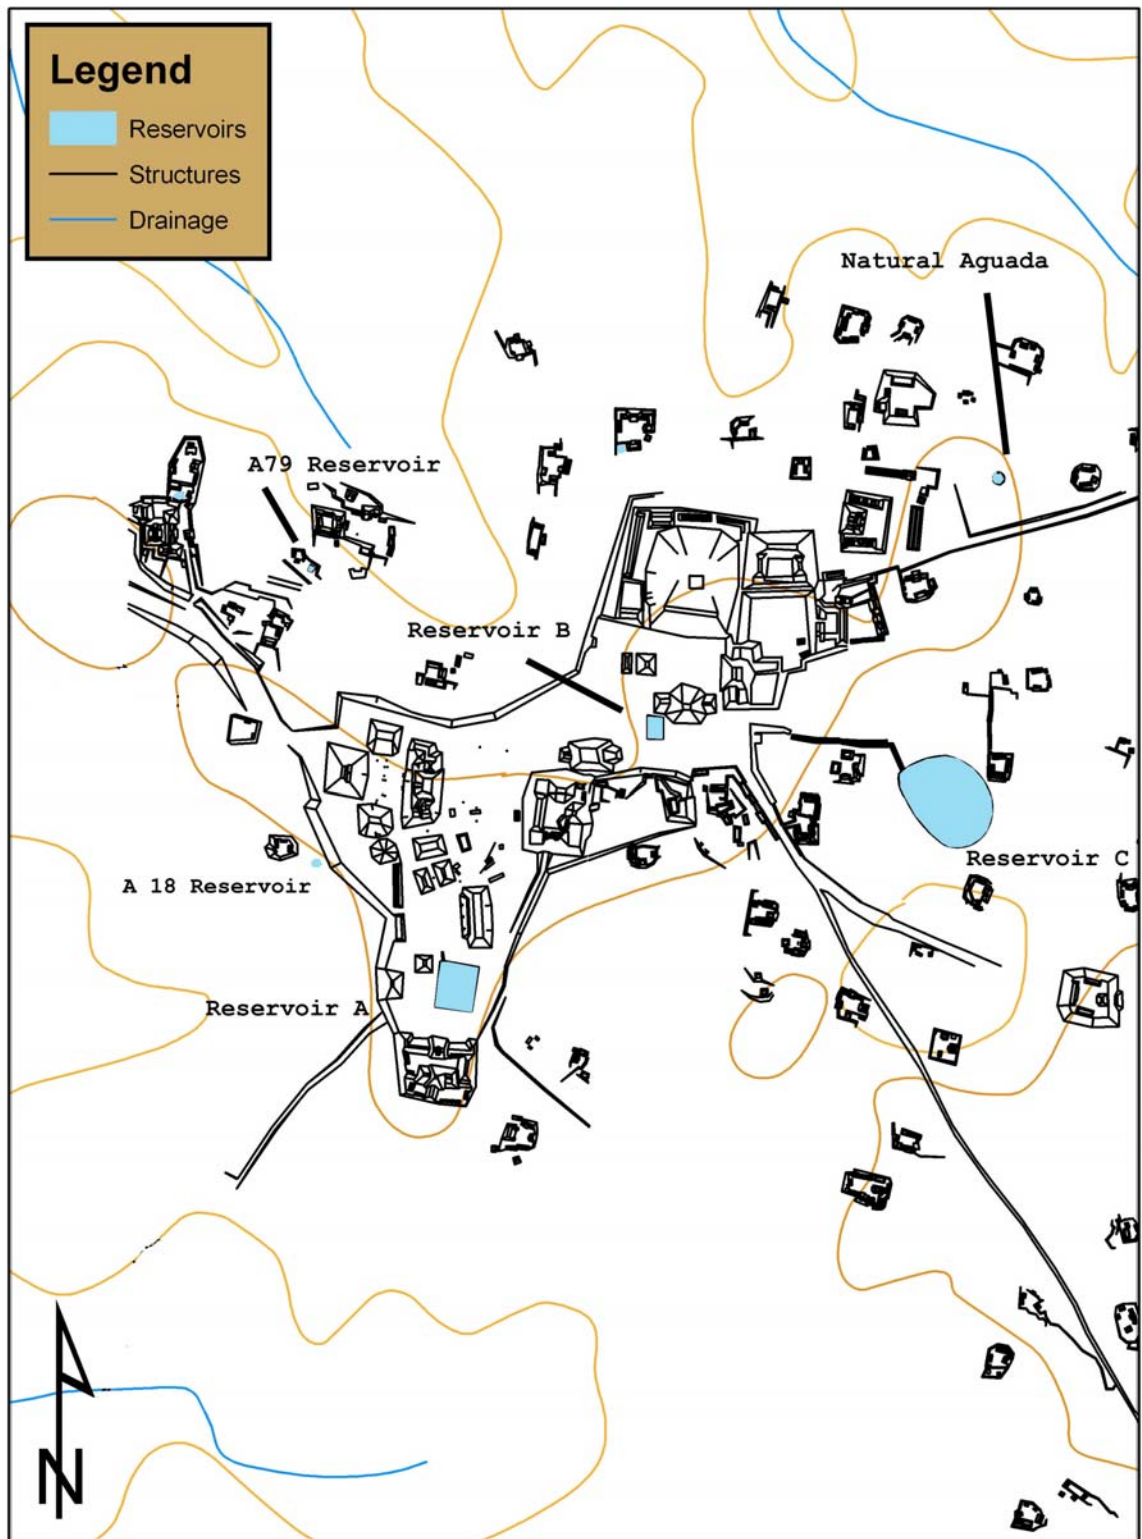 Legend
Reservoirs
Structures
Drainage
Natural Aguada
A79 Reservoir
Reservoir B
Reservoir C
A 18 Reservoir
Reservoir A
N